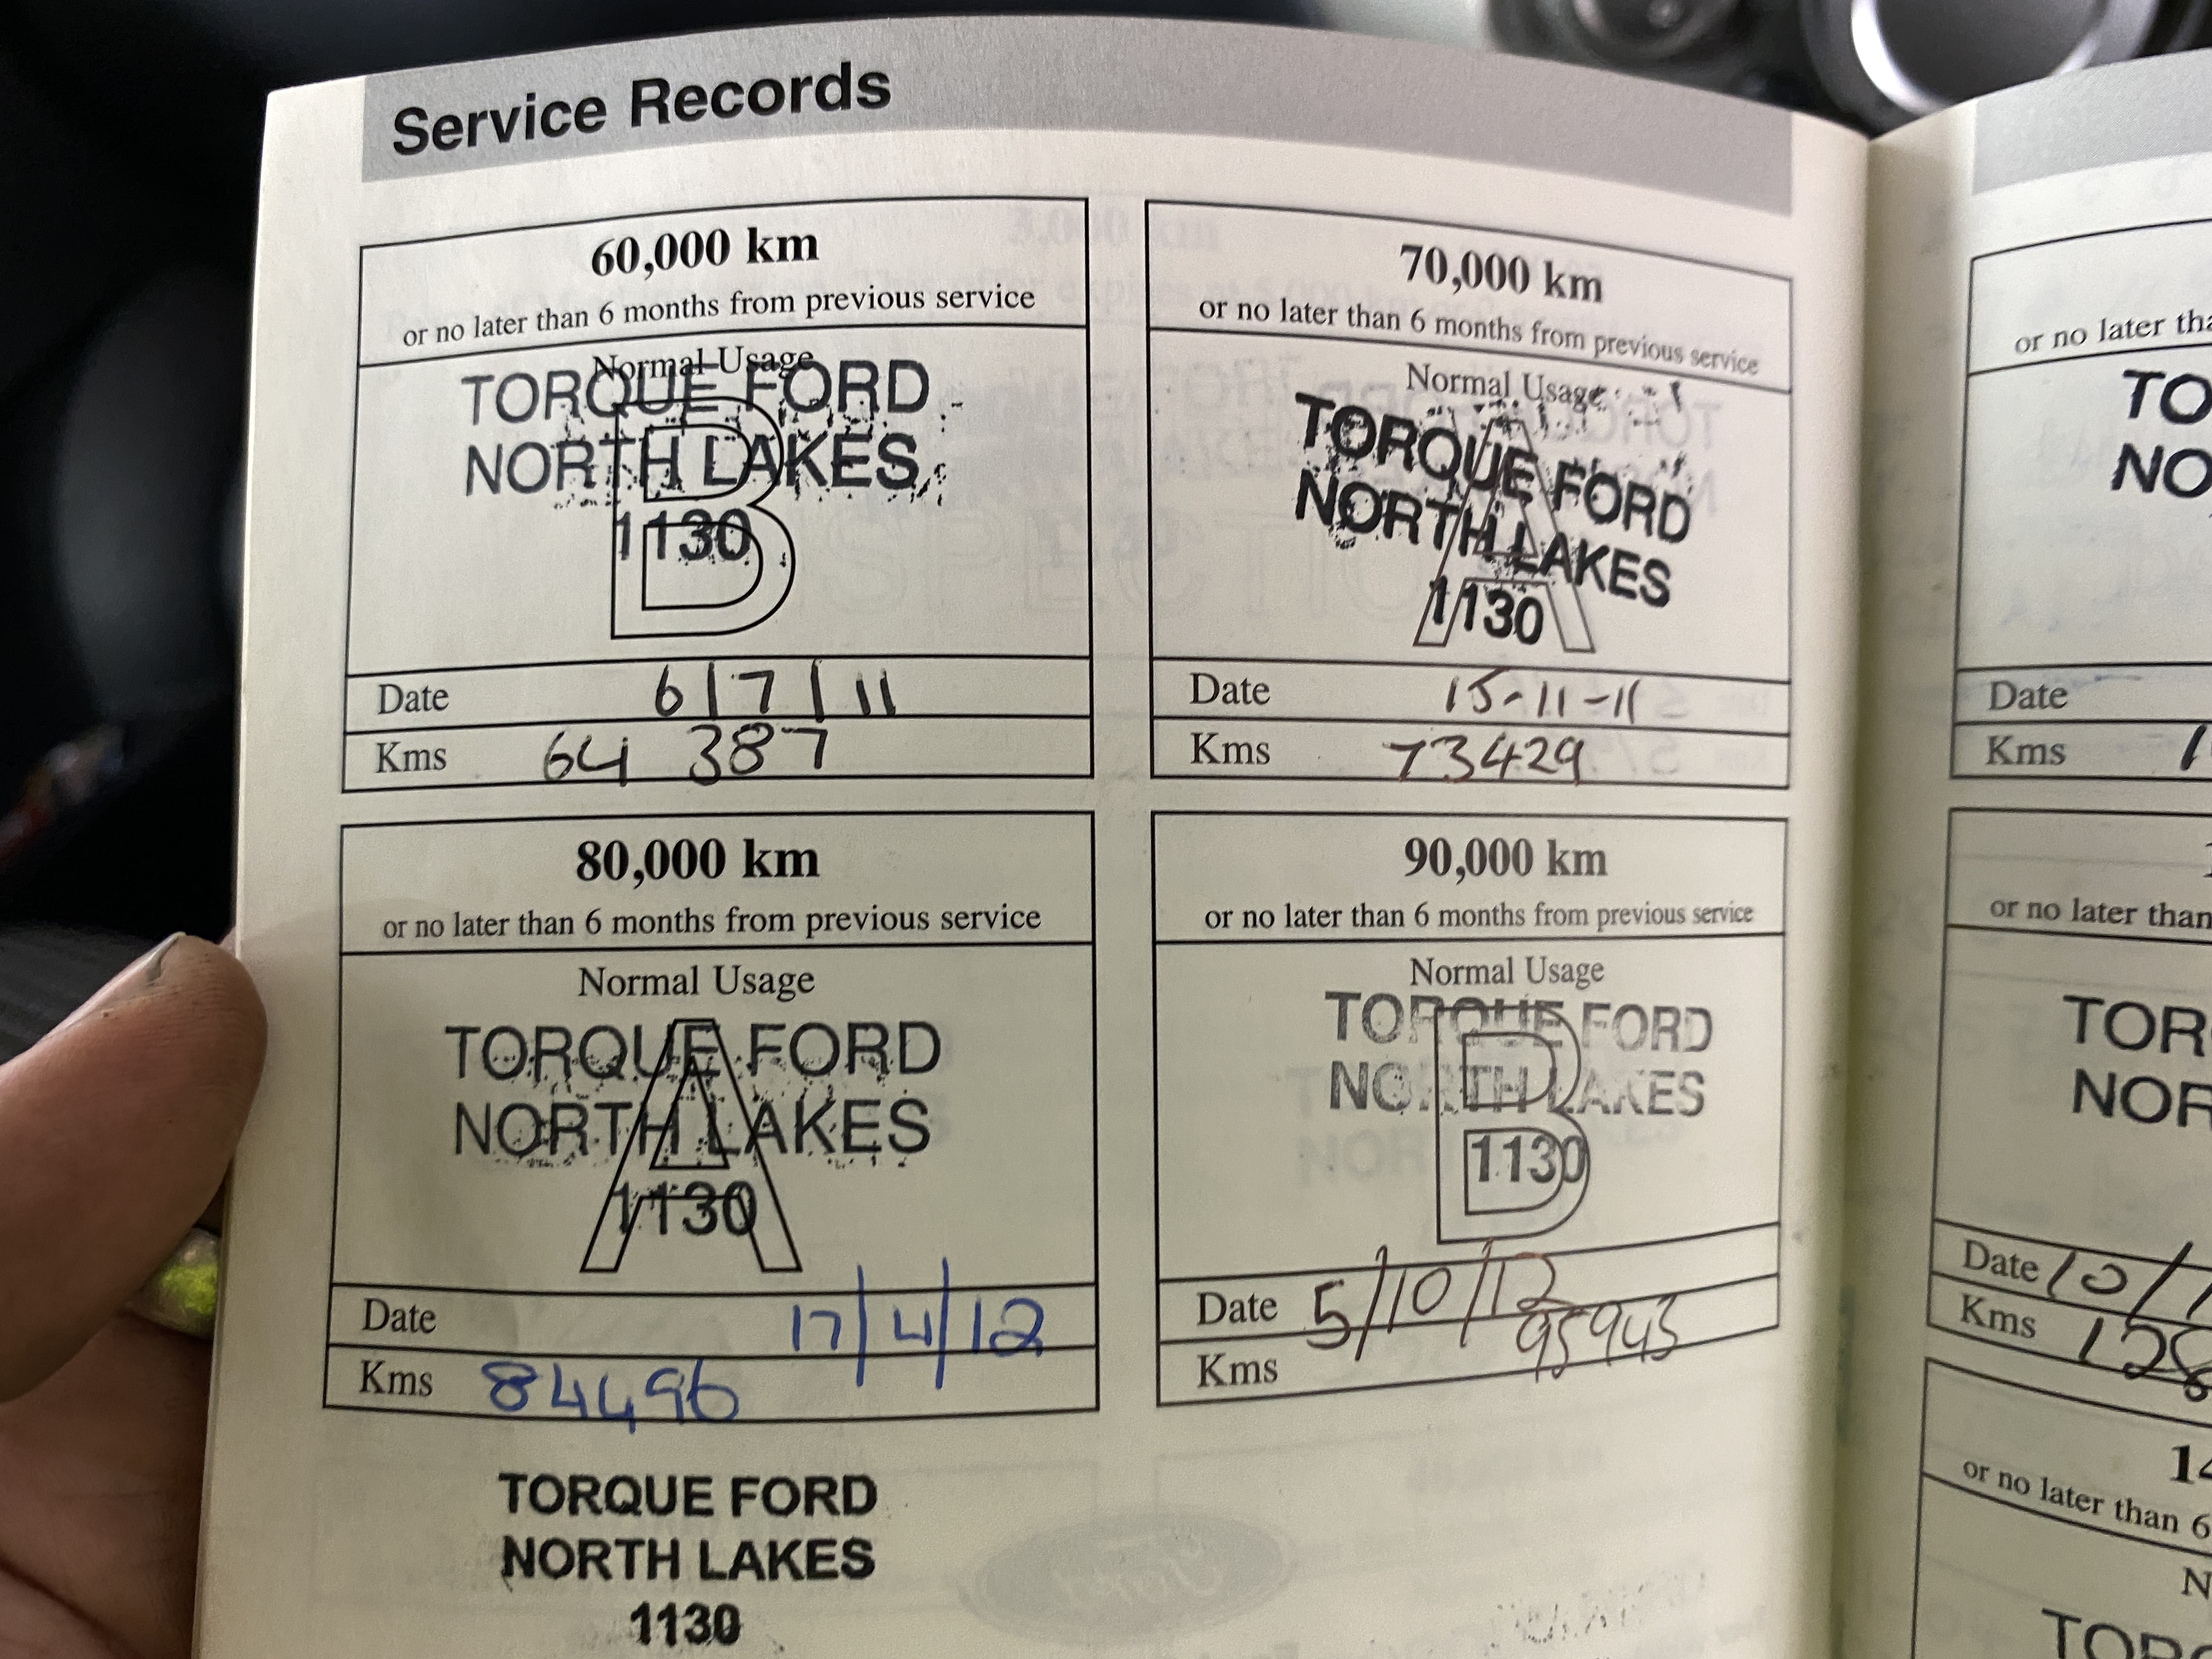 Service Records
60,000 km
or no later than 6 months from previous service
Normal Usage
B
TORQUE FORD
NORTH LAKES
1130
Date 6/7/11
Kms 64 387
70,000 km
or no later than 6 months from previous service
Normal Usage
A
TORQUE FORD
NORTH LAKES
1130
Date 15-11-11
Kms 73429
80,000 km
or no later than 6 months from previous service
Normal Usage
A
TORQUE FORD
NORTH LAKES
1130
Date 17/4/12
Kms 84496
90,000 km
or no later than 6 months from previous service
Normal Usage
B
TORQUE FORD
NORTH LAKES
1130
Date 5/10/12
Kms 95943
TORQUE FORD
NORTH LAKES
1130
or no later
TO
NO
Date
Kms
or no later than
TOR
NOR
Date 10/
Kms 128
14
or no later than 6
N
TOR